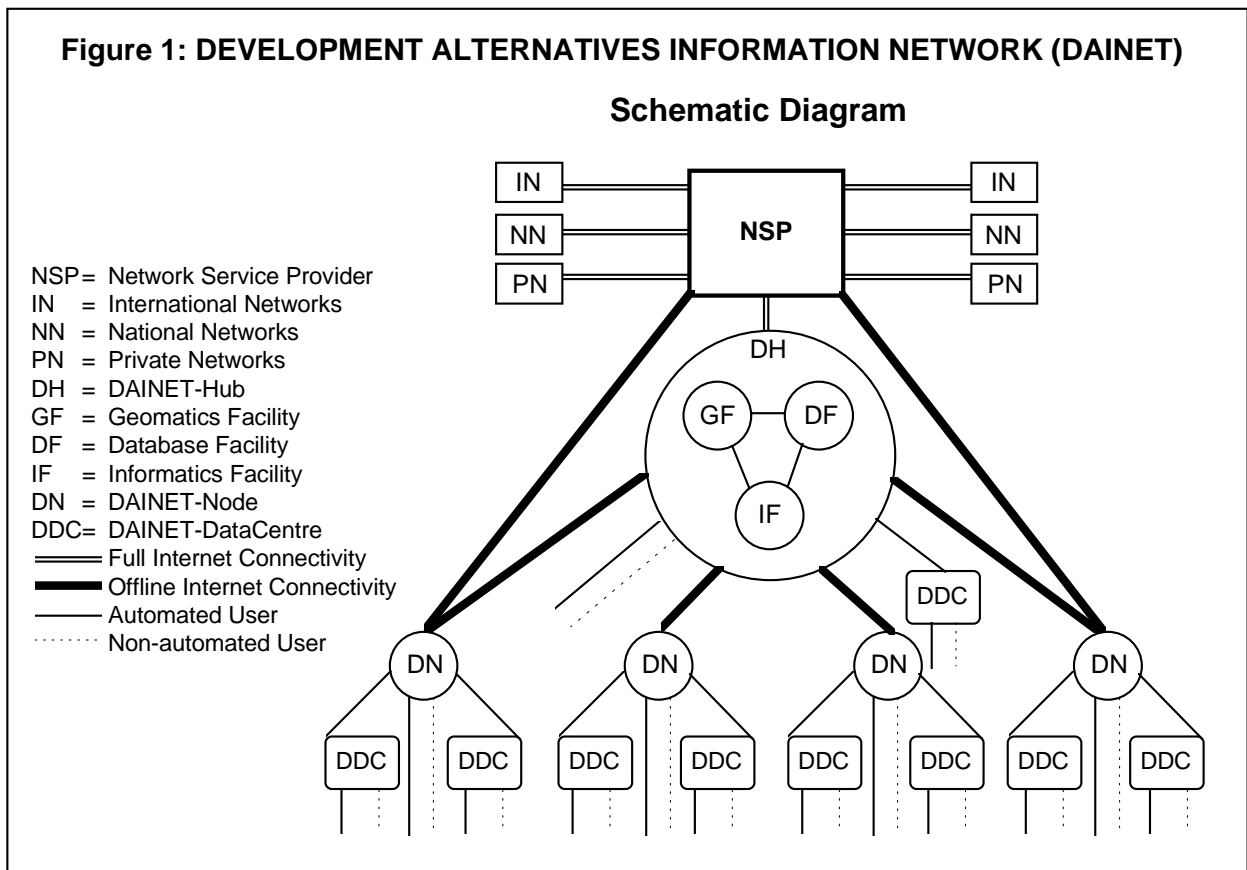 Figure 1: DEVELOPMENT ALTERNATIVES INFORMATION NETWORK (DAINET)
Schematic Diagram
IN NSP IN
NN NN
PN PN
NSP= Network Service Provider
IN = International Networks
NN = National Networks
PN = Private Networks
DH = DAINET-Hub
GF = Geomatics Facility
DF = Database Facility
IF = Informatics Facility
DN = DAINET-Node
DDC= DAINET-DataCentre
Full Internet Connectivity
Offline Internet Connectivity
Automated User
Non-automated User
DH
GF DF
IF
DDC
DN DN DN DN
DDC DDC DDC DDC DDC DDC DDC DDC